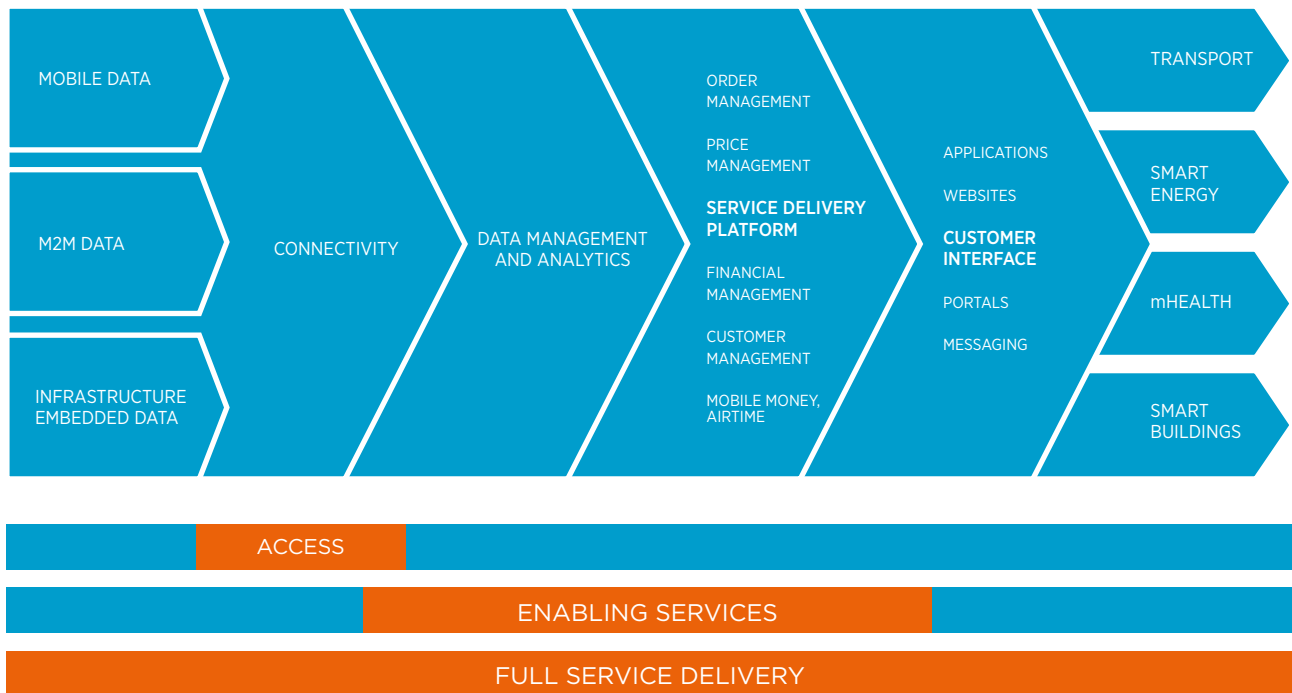 MOBILE DATA
M2M DATA
INFRASTRUCTURE
EMBEDDED DATA
CONNECTIVITY
DATA MANAGEMENT
AND ANALYTICS
ORDER
MANAGEMENT
PRICE
MANAGEMENT
SERVICE DELIVERY
PLATFORM
FINANCIAL
MANAGEMENT
CUSTOMER
MANAGEMENT
MOBILE MONEY,
AIRTIME
APPLICATIONS
WEBSITES
CUSTOMER
INTERFACE
PORTALS
MESSAGING
TRANSPORT
SMART
ENERGY
mHEALTH
SMART
BUILDINGS
ACCESS
ENABLING SERVICES
FULL SERVICE DELIVERY